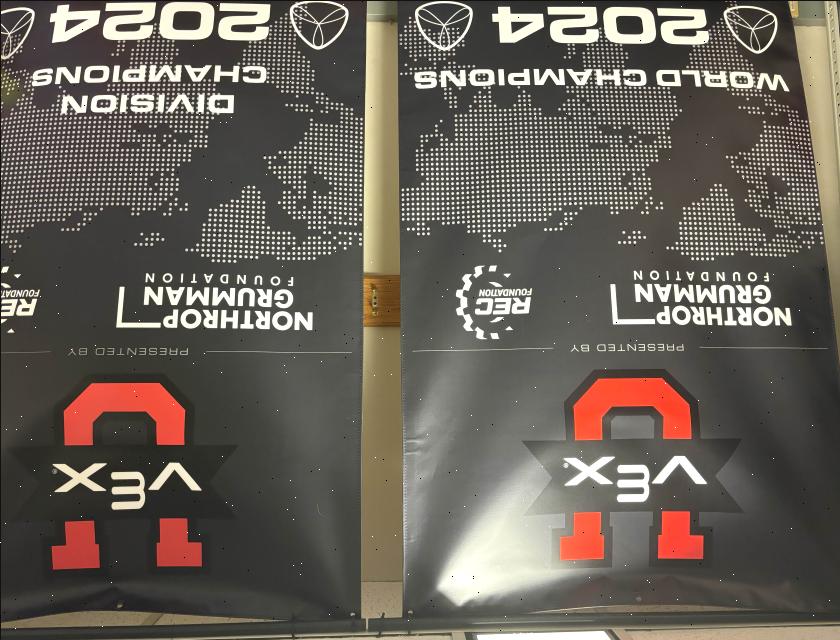 VEX®
U
PRESENTED BY
NORTHROP
GRUMMAN
FOUNDATION
REC
FOUNDATION
WORLD CHAMPIONS
2024
VEX®
U
PRESENTED BY
NORTHROP
GRUMMAN
FOUNDATION
DIVISION
CHAMPIONS
2024